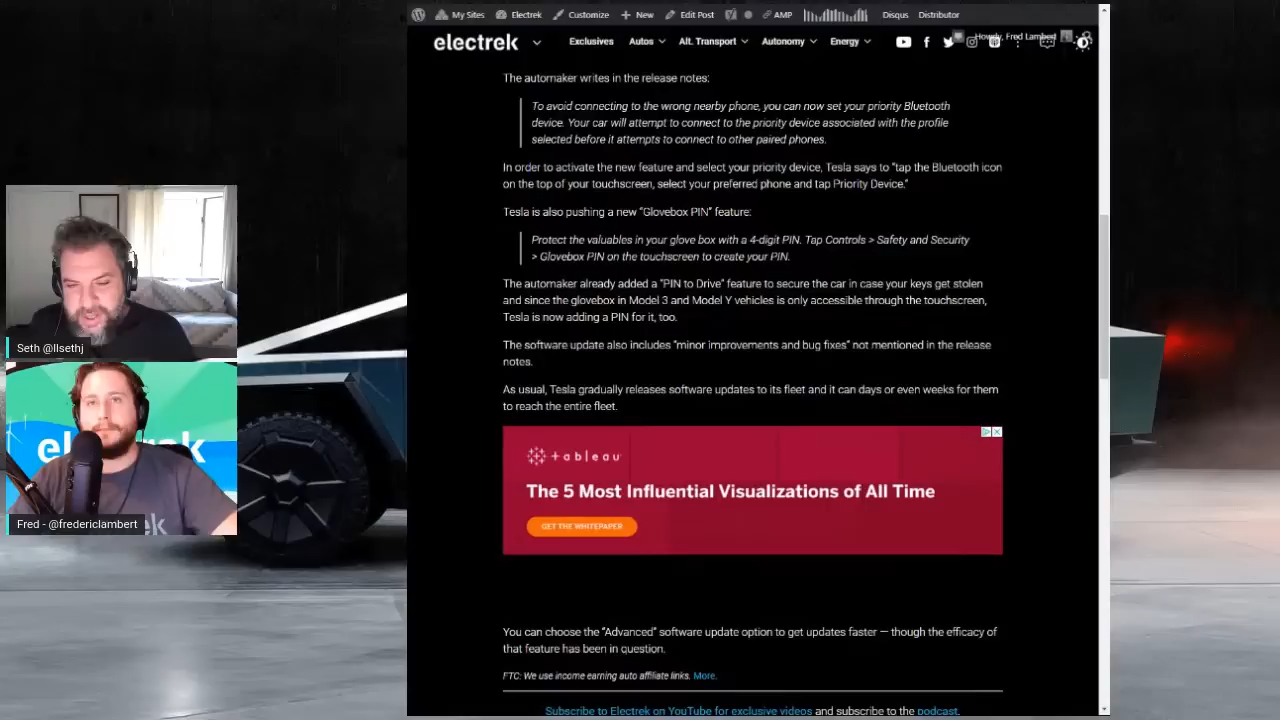 My Sites Electrek Customize New Edit Post AMP Disqus Distributor
electrek Exclusives Autos Alt. Transport Autonomy Energy Howdy, Fred Lambert
The automaker writes in the release notes:
To avoid connecting to the wrong nearby phone, you can now set your priority Bluetooth
device. Your car will attempt to connect to the priority device associated with the profile
selected before it attempts to connect to other paired phones.
In order to activate the new feature and select your priority device, Tesla says to “tap the Bluetooth icon
on the top of your touchscreen, select your preferred phone and tap Priority Device.”
Tesla is also pushing a new “Glovebox PIN” feature:
Protect the valuables in your glove box with a 4-digit PIN. Tap Controls > Safety and Security
> Glovebox PIN on the touchscreen to create your PIN.
The automaker already added a “PIN to Drive” feature to secure the car in case your keys get stolen
and since the glovebox in Model 3 and Model Y vehicles is only accessible through the touchscreen,
Tesla is now adding a PIN for it, too.
The software update also includes “minor improvements and bug fixes” not mentioned in the release
notes.
As usual, Tesla gradually releases software updates to its fleet and it can days or even weeks for them
to reach the entire fleet.
+ a b l e a u
The 5 Most Influential Visualizations of All Time
GET THE WHITEPAPER
You can choose the “Advanced” software update option to get updates faster — though the efficacy of
that feature has been in question.
FTC: We use income earning auto affiliate links. More.
Subscribe to Electrek on YouTube for exclusive videos and subscribe to the podcast.
Seth @llsethj
Fred - @fredericlambert